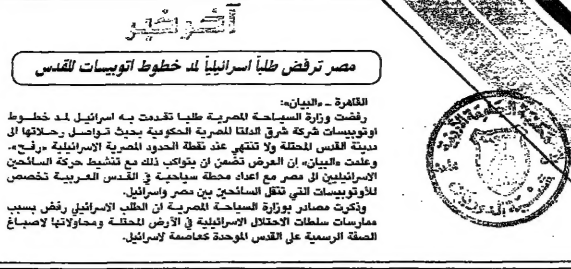 آخر خبر
مصر ترفض طلباً اسرائيلياً لمد خطوط اتوبيسات للقدس
القاهرة ـ «البيان»:
رفضت وزارة السياحة المصرية طلبا تقدمت به اسرائيل لمد خطوط
اوتوبيسات شركة شرق الدلتا المصرية الحكومية بحيث تواصل رحلاتها الى
مدينة القدس المحتلة ولا تنتهي عند نقطة الحدود المصرية الاسرائيلية «رفح».
وعلمت «البيان» إن العرض تضمن ان يتواكب ذلك مع تنشيط حركة السائحين
الاسرائيليين الى مصر مع اعداد محطة سياحية في القدس العربية تخصص
للأوتوبيسات التي تنقل السائحين بين مصر واسرائيل.
وذكرت مصادر بوزارة السياحة المصرية ان الطلب الاسرائيلي رفض بسبب
ممارسات سلطات الاحتلال الاسرائيلية في الأرض المحتلة ومحاولاتها لاصباغ
الصفة الرسمية على القدس الموحدة كعاصمة لاسرائيل.